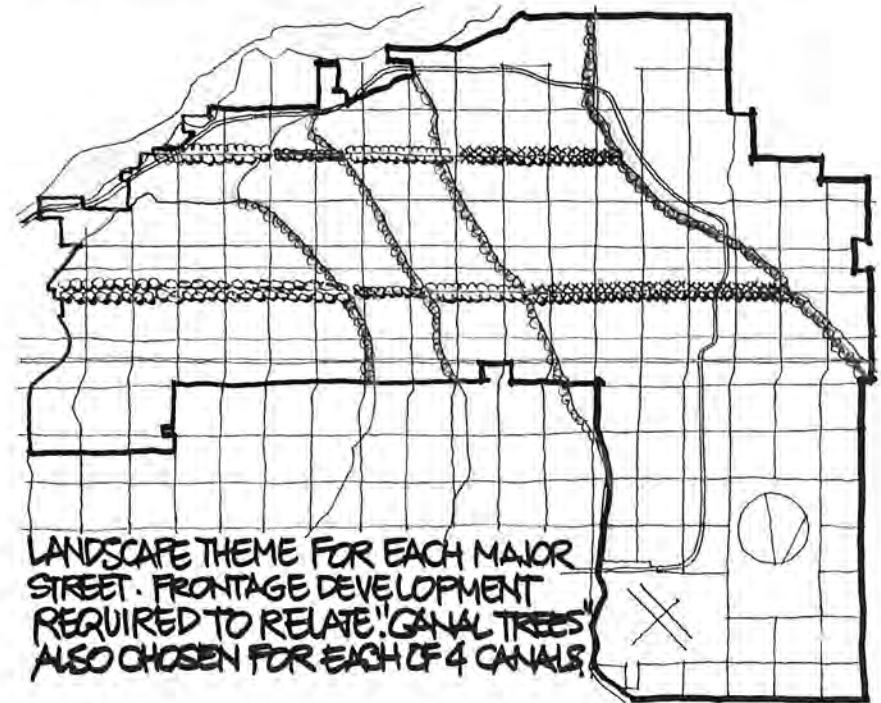 LANDSCAPE THEME FOR EACH MAJOR
STREET. FRONTAGE DEVELOPMENT
REQUIRED TO RELATE. "CANAL TREES"
ALSO CHOSEN FOR EACH OF 4 CANALS.